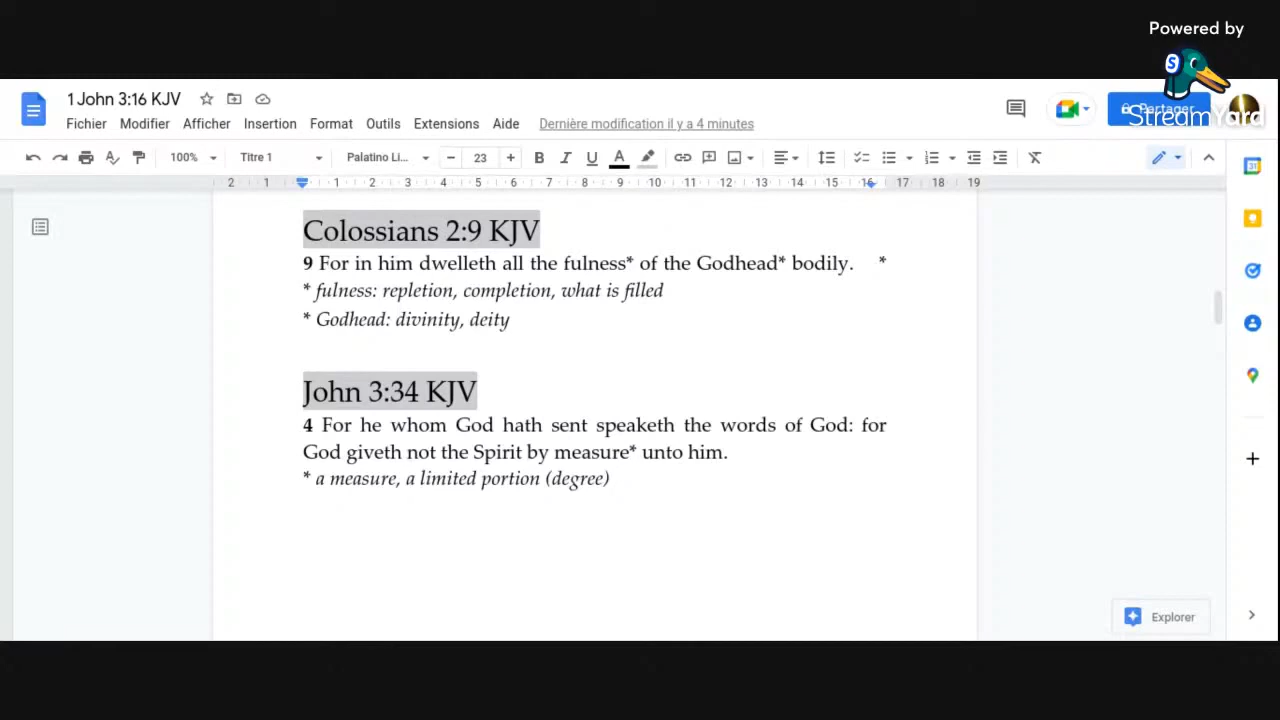 Powered by
StreamYard
1 John 3:16 KJV
Partager
Fichier Modifier Afficher Insertion Format Outils Extensions Aide Dernière modification il y a 4 minutes
100% Titre 1 Palatino Li... 23
2 1 1 2 3 4 5 6 7 8 9 10 11 12 13 14 15 16 17 18 19
Colossians 2:9 KJV
9 For in him dwelleth all the fulness* of the Godhead* bodily. *
* fulness: repletion, completion, what is filled
* Godhead: divinity, deity
John 3:34 KJV
4 For he whom God hath sent speaketh the words of God: for
God giveth not the Spirit by measure* unto him.
* a measure, a limited portion (degree)
Explorer